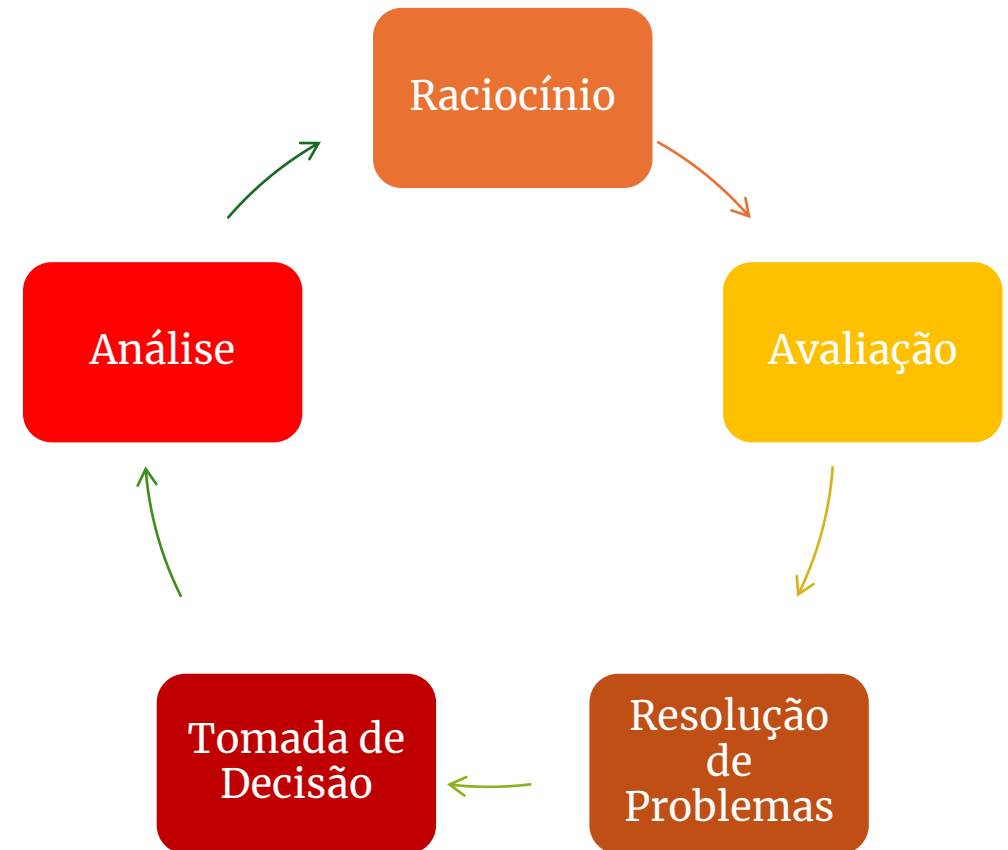 Raciocínio
Avaliação
Resolução
de
Problemas
Tomada de
Decisão
Análise